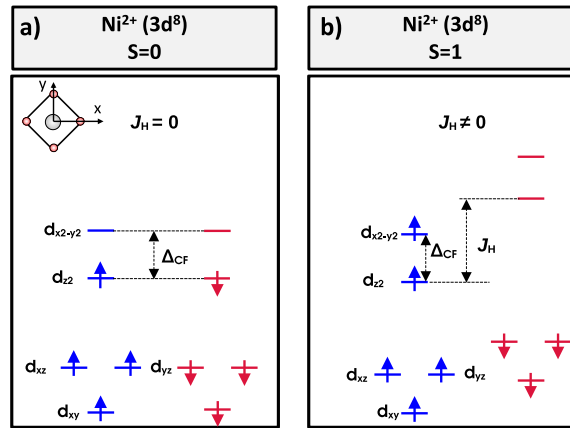 a) Ni²⁺ (3d⁸)
S=0
y
x
J_H = 0
d_x2-y2
Δ_CF
d_z2
d_xz
d_yz
d_xy
b) Ni²⁺ (3d⁸)
S=1
J_H ≠ 0
d_x2-y2
Δ_CF
J_H
d_z2
d_xz
d_yz
d_xy